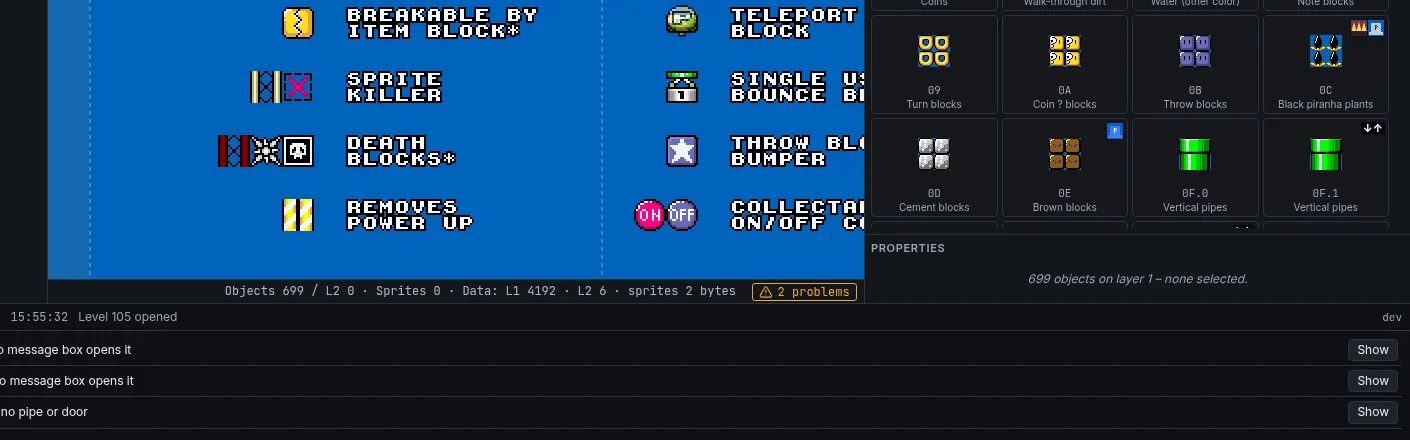 BREAKABLE BY
ITEM BLOCK*
SPRITE
KILLER
DEATH
BLOCKS*
REMOVES
POWER UP
P
TELEPORT
BLOCK
1
SINGLE
BOUNCE
THROW
BUMPER
ON OFF
ON/OFF
Coins
Walk-through dirt
Water (other color)
Note blocks
P
09
Turn blocks
0A
Coin ? blocks
0B
Throw blocks
0C
Black piranha plants
P
0D
Cement blocks
0E
Brown blocks
0F.0
Vertical pipes
0F.1
Vertical pipes
PROPERTIES
699 objects on layer 1 – none selected.
Objects 699 / L2 0 · Sprites 0 · Data: L1 4192 · L2 6 · sprites 2 bytes
2 problems
15:55:32 Level 105 opened
dev
message box opens it
Show
message box opens it
Show
no pipe or door
Show